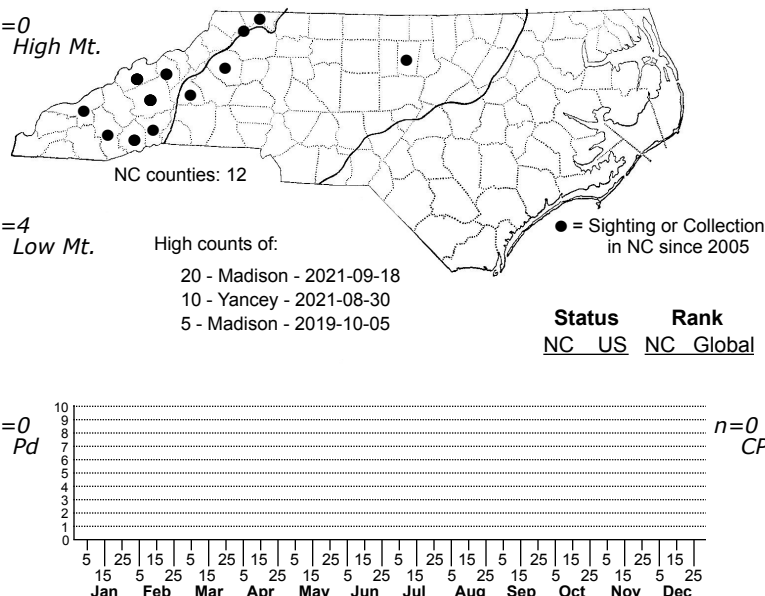 =0
High Mt.
NC counties: 12
=4
Low Mt.
High counts of:
20 - Madison - 2021-09-18
10 - Yancey - 2021-08-30
5 - Madison - 2019-10-05
● = Sighting or Collection
in NC since 2005
Status Rank
NC US NC Global
=0
Pd
n=0
CP
10
9
8
7
6
5
4
3
2
1
0
5 25 15 5 25 15 5 25 15 5 25 15 5 25 15 5 25 15
15 5 25 15 5 25 15 5 25 15 5 25 15 5 25 15 5 25
Jan Feb Mar Apr May Jun Jul Aug Sep Oct Nov Dec